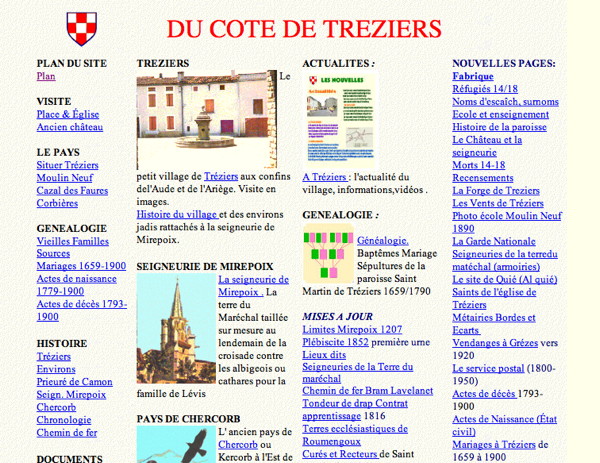 DU COTE DE TREZIERS
PLAN DU SITE
Plan
VISITE
Place & Église
Ancien château
LE PAYS
Situer Tréziers
Moulin Neuf
Cazal des Faures
Corbières
GENEALOGIE
Vieilles Familles
Sources
Mariages 1659-1900
Actes de naissance
1779-1900
Actes de décès 1793-
1900
HISTOIRE
Tréziers
Environs
Prieuré de Camon
Seign. Mirepoix
Chercorb
Chronologie
Chemin de fer
DOCUMENTS
TREZIERS
Le
petit village de Tréziers aux confins
del'Aude et de l'Ariège. Visite en
images.
Histoire du village et des environs
jadis rattachés à la seigneurie de
Mirepoix.
SEIGNEURIE DE MIREPOIX
La seigneurie de
Mirepoix . La
terre du
Maréchal taillée
sur mesure au
lendemain de la
croisade contre
les albigeois ou
cathares pour la
famille de Lévis
PAYS DE CHERCORB
L' ancien pays de
Chercorb ou
Kercorb à l'Est de
ACTUALITES :
LES NOUVELLES
A Tréziers : l'actualité du
village, informations,vidéos .
GENEALOGIE :
Généalogie.
Baptêmes Mariage
Sépultures de la
paroisse Saint
Martin de Tréziers 1659/1790
MISES A JOUR
Limites Mirepoix 1207
Plébiscite 1852 première urne
Lieux dits
Seigneuries de la Terre du
maréchal
Chemin de fer Bram Lavelanet
Tondeur de drap Contrat
apprentissage 1816
Terres ecclésiastiques de
Roumengoux
Curés et Recteurs de Saint
NOUVELLES PAGES:
Fabrique
Réfugiés 14/18
Noms d'escaïch, surnoms
Ecole et enseignement
Histoire de la paroisse
Le Château et la
seigneurie
Morts 14-18
Recensements
La Forge de Treziers
Les Vents de Tréziers
Photo école Moulin Neuf
1890
La Garde Nationale
Seigneuries de la terredu
matéchal (armoiries)
Le site de Quié (Al quié)
Saints de l'église de
Tréziers
Métairies Bordes et
Ecarts
Vendanges à Grézes vers
1920
Le service postal (1800-
1950)
Actes de décès 1793-
1900
Actes de Naissance (État
civil)
Mariages à Tréziers de
1659 à 1900